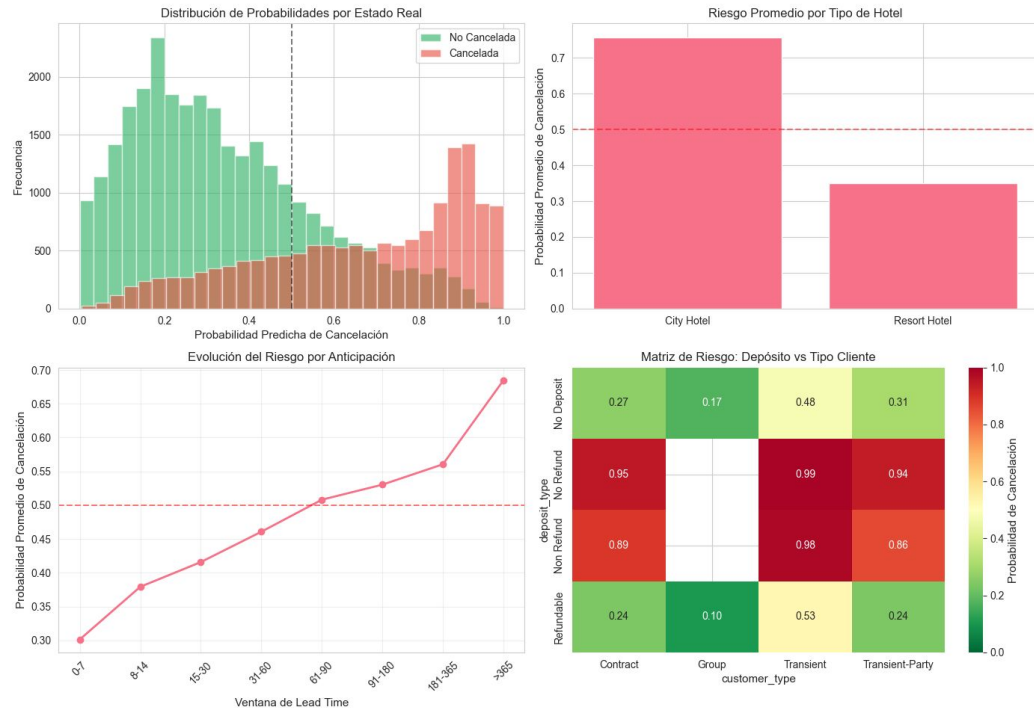 Distribución de Probabilidades por Estado Real
No Cancelada
Cancelada
Frecuencia
2000
1500
1000
500
0
0.0 0.2 0.4 0.6 0.8 1.0
Probabilidad Predicha de Cancelación
Riesgo Promedio por Tipo de Hotel
Probabilidad Promedio de Cancelación
0.7
0.6
0.5
0.4
0.3
0.2
0.1
0.0
City Hotel Resort Hotel
Evolución del Riesgo por Anticipación
Probabilidad Promedio de Cancelación
0.70
0.65
0.60
0.55
0.50
0.45
0.40
0.35
0.30
0-7 8-14 15-30 31-60 61-90 91-180 181-365 >365
Ventana de Lead Time
Matriz de Riesgo: Depósito vs Tipo Cliente
deposit_type
No Deposit 0.27 0.17 0.48 0.31
No Refund 0.95 0.99 0.94
Non Refund 0.89 0.98 0.86
Refundable 0.24 0.10 0.53 0.24
Contract Group Transient Transient-Party
customer_type
1.0
0.8
0.6
0.4
0.2
0.0
Probabilidad de Cancelación